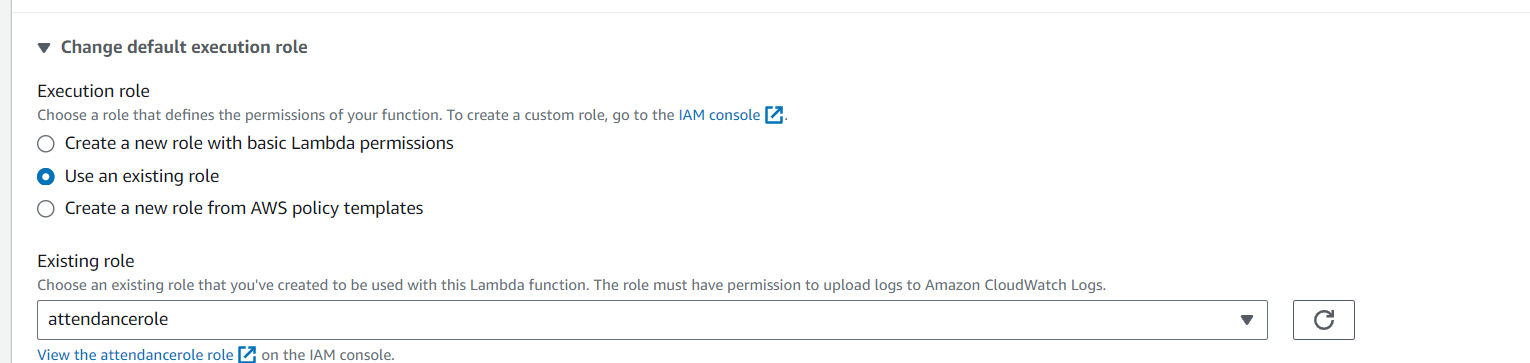 Change default execution role
Execution role
Choose a role that defines the permissions of your function. To create a custom role, go to the IAM console.
Create a new role with basic Lambda permissions
Use an existing role
Create a new role from AWS policy templates
Existing role
Choose an existing role that you've created to be used with this Lambda function. The role must have permission to upload logs to Amazon CloudWatch Logs.
attendancerole
View the attendancerole role on the IAM console.